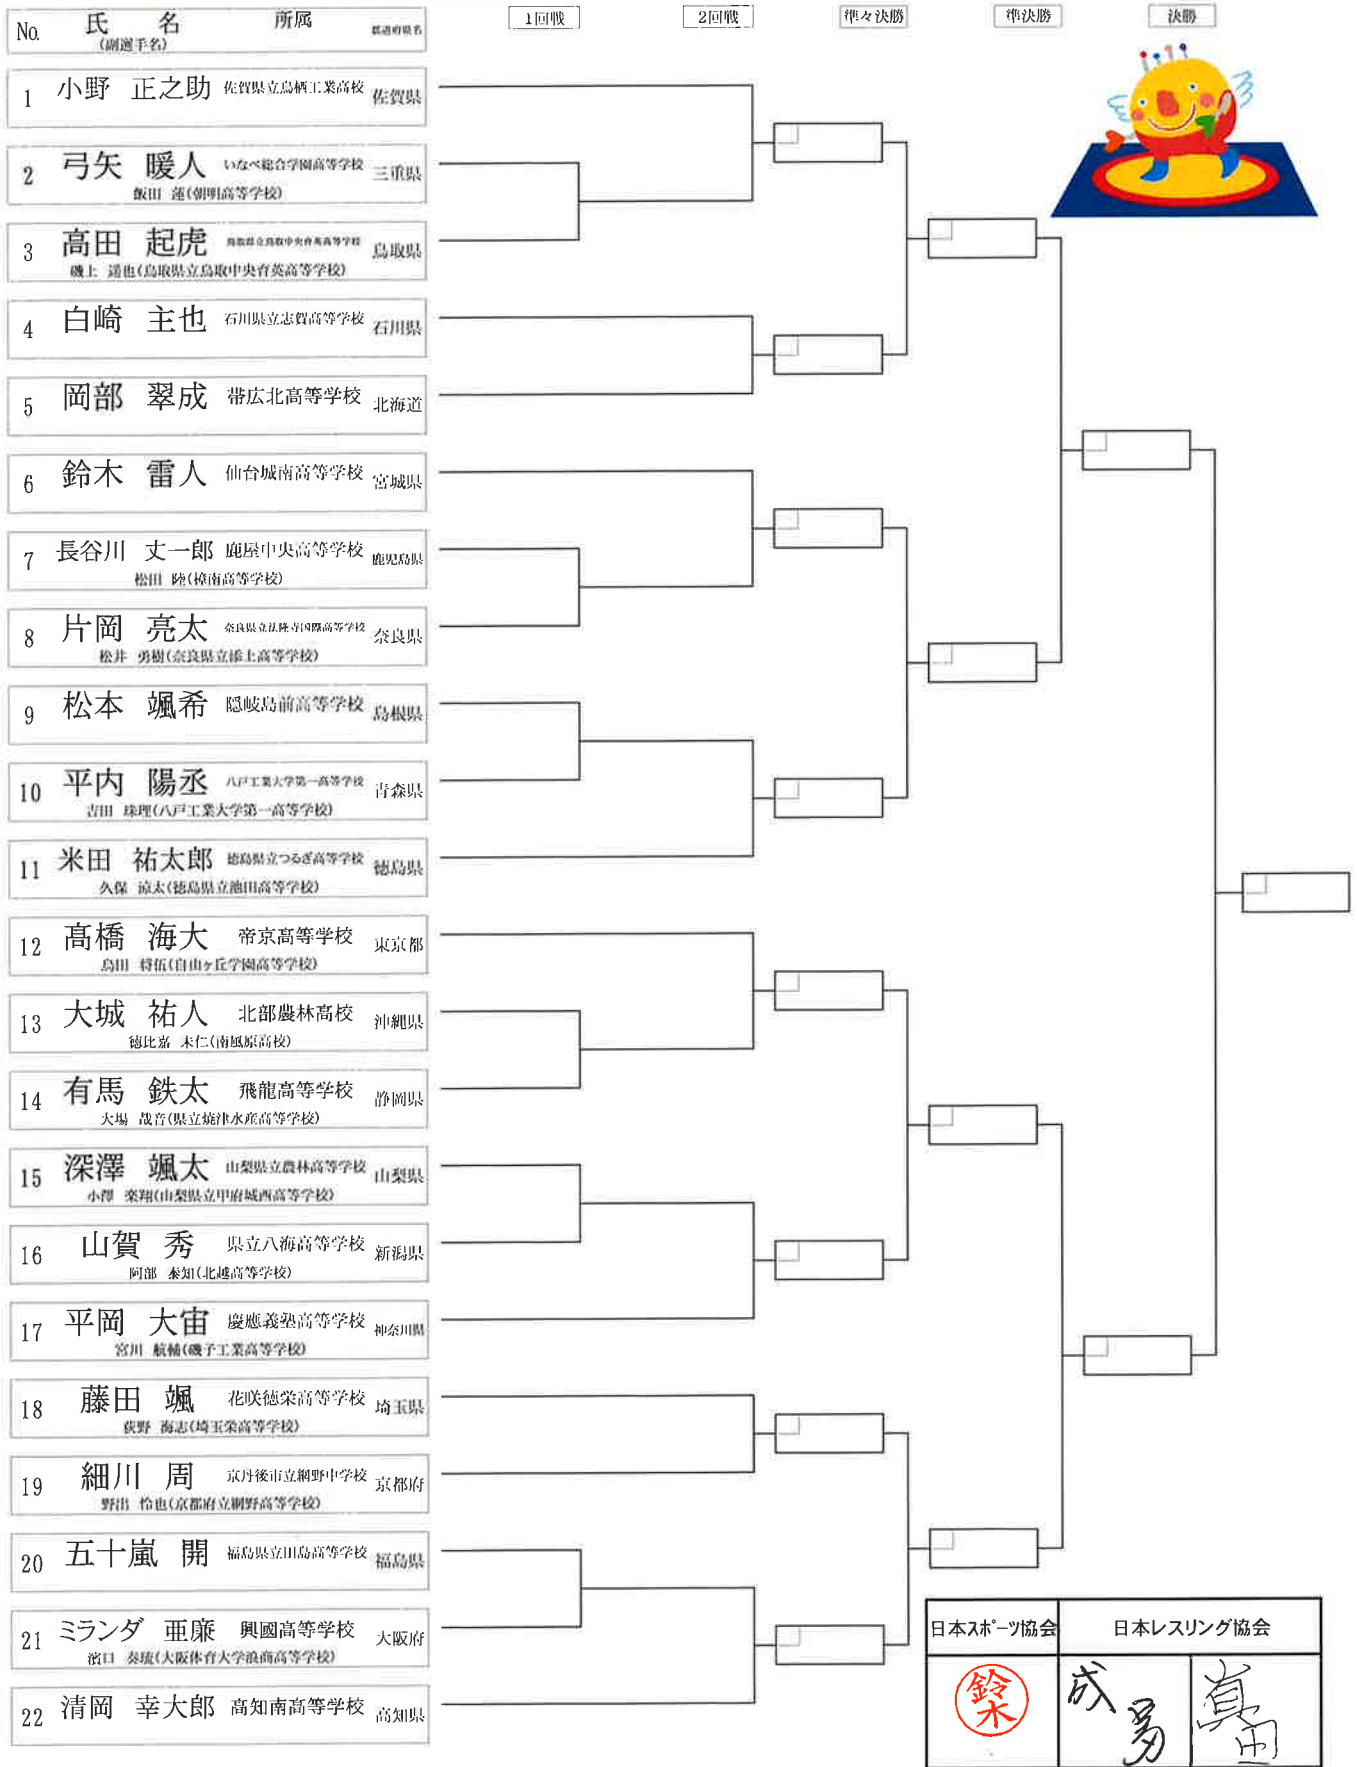 No. 氏 名 所属 都道府県名
(副選手名)
1回戦 2回戦 準々決勝 準決勝 決勝
1 小野 正之助 佐賀県立鳥栖工業高校 佐賀県
2 弓矢 暖人 いなべ総合学園高等学校 三重県
飯田 蓮(朝明高等学校)
3 高田 起虎 鳥取県立鳥取中央育英高等学校 鳥取県
磯上 遥也(鳥取県立鳥取中央育英高等学校)
4 白崎 主也 石川県立志賀高等学校 石川県
5 岡部 翠成 帯広北高等学校 北海道
6 鈴木 雷人 仙台城南高等学校 宮城県
7 長谷川 丈一郎 鹿屋中央高等学校 鹿児島県
松田 陸(樟南高等学校)
8 片岡 亮太 奈良県立法隆寺国際高等学校 奈良県
松井 勇樹(奈良県立添上高等学校)
9 松本 颯希 隠岐島前高等学校 島根県
10 平内 陽丞 八戸工業大学第一高等学校 青森県
吉田 珠理(八戸工業大学第一高等学校)
11 米田 祐太郎 徳島県立つるぎ高等学校 徳島県
久保 涼太(徳島県立池田高等学校)
12 髙橋 海大 帝京高等学校 東京都
島田 将伍(自由ヶ丘学園高等学校)
13 大城 祐人 北部農林高校 沖縄県
徳比嘉 未仁(南風原高校)
14 有馬 鉄太 飛龍高等学校 静岡県
大場 哉音(県立焼津水産高等学校)
15 深澤 颯太 山梨県立農林高等学校 山梨県
小澤 楽翔(山梨県立甲府城西高等学校)
16 山賀 秀 県立八海高等学校 新潟県
阿部 泰知(北越高等学校)
17 平岡 大宙 慶應義塾高等学校 神奈川県
宮川 航輔(磯子工業高等学校)
18 藤田 颯 花咲徳栄高等学校 埼玉県
荻野 海志(埼玉栄高等学校)
19 細川 周 京丹後市立網野中学校 京都府
野出 怜也(京都府立網野高等学校)
20 五十嵐 開 福島県立田島高等学校 福島県
21 ミランダ 亜廉 興國高等学校 大阪府
濱口 奏琉(大阪体育大学浪商高等学校)
22 清岡 幸大郎 高知南高等学校 高知県
日本スポーツ協会 日本レスリング協会
鈴木